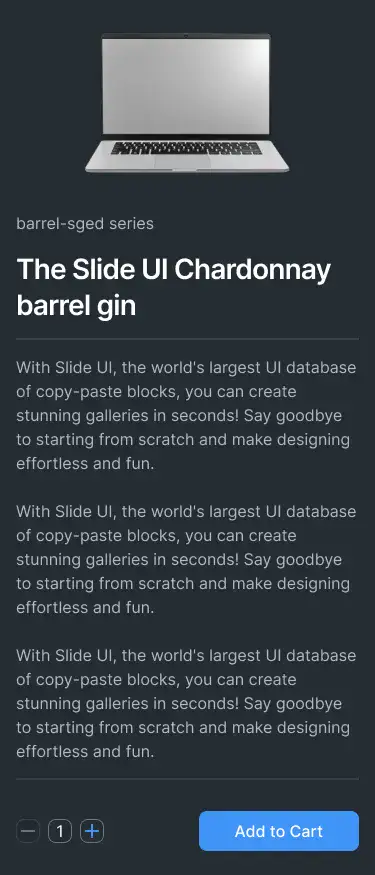 barrel-sged series
The Slide UI Chardonnay
barrel gin
With Slide UI, the world's largest UI database
of copy-paste blocks, you can create
stunning galleries in seconds! Say goodbye
to starting from scratch and make designing
effortless and fun.
With Slide UI, the world's largest UI database
of copy-paste blocks, you can create
stunning galleries in seconds! Say goodbye
to starting from scratch and make designing
effortless and fun.
With Slide UI, the world's largest UI database
of copy-paste blocks, you can create
stunning galleries in seconds! Say goodbye
to starting from scratch and make designing
effortless and fun.
1
Add to Cart